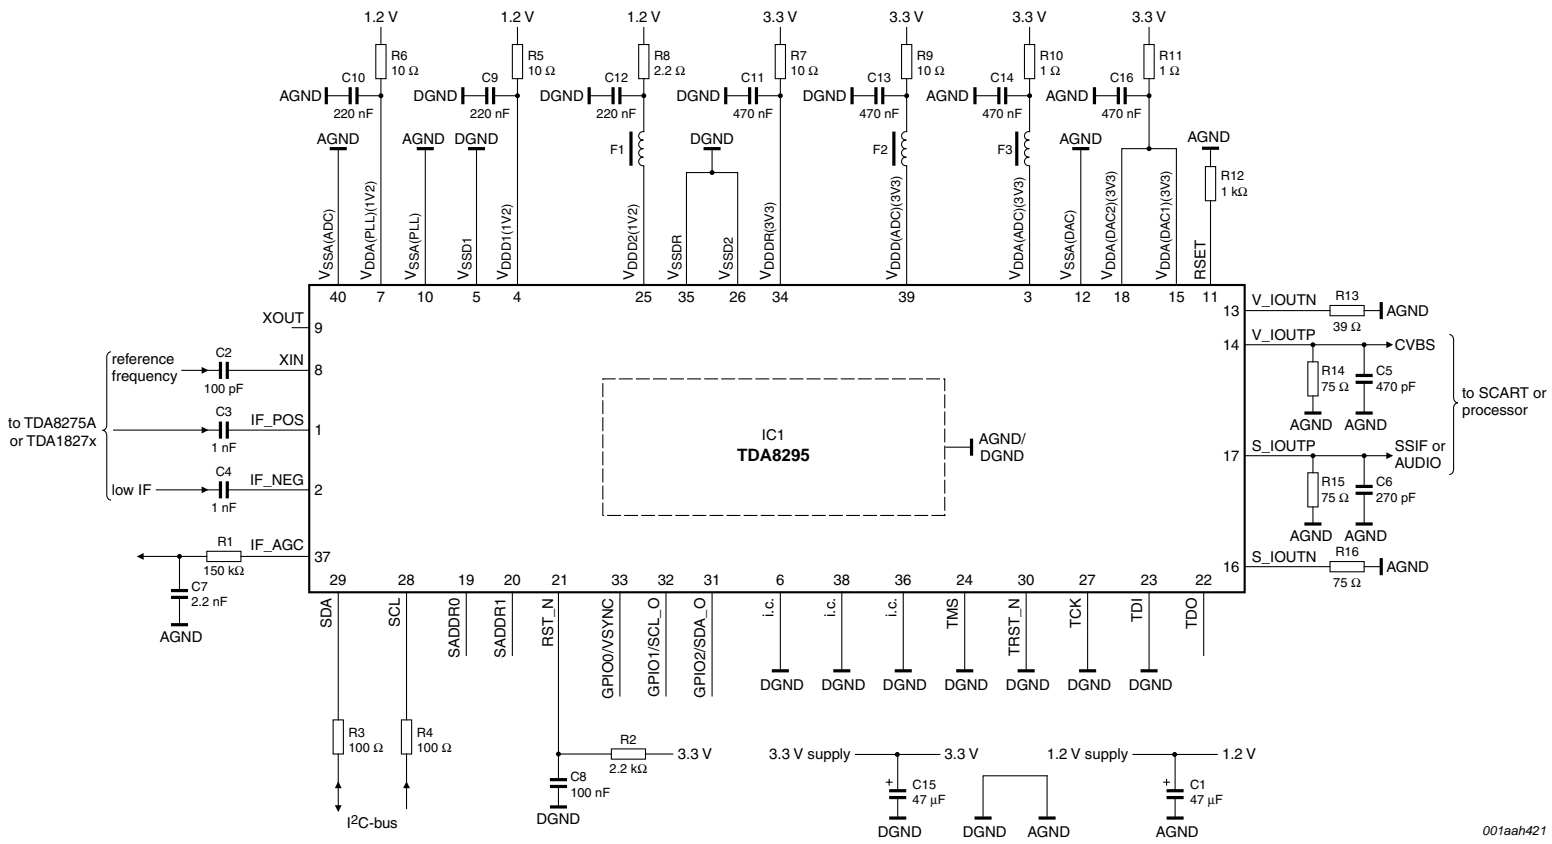 1.2 V 1.2 V 1.2 V 3.3 V 3.3 V 3.3 V 3.3 V
R6 10 Ω
R5 10 Ω
R8 2.2 Ω
R7 10 Ω
R9 10 Ω
R10 1 Ω
R11 1 Ω
AGND C10 220 nF
DGND C9 220 nF
DGND C12 220 nF
DGND C11 470 nF
DGND C13 470 nF
AGND C14 470 nF
AGND C16 470 nF
AGND AGND DGND F1 DGND F2 F3 AGND AGND
R12 1 kΩ
VSSA(ADC)
VDDA(PLL)(1V2)
VSSA(PLL)
VSSD1
VDDD1(1V2)
VDDD2(1V2)
VSSDR
VSSD2
VDDDR(3V3)
VDDD(ADC)(3V3)
VDDA(ADC)(3V3)
VSSA(DAC)
VDDA(DAC2)(3V3)
VDDA(DAC1)(3V3)
RSET
40 7 10 5 4 25 35 26 34 39 3 12 18 15 11
XOUT 9
reference
frequency
C2 100 pF
XIN 8
to TDA8275A
or TDA1827x
C3 1 nF
IF_POS 1
low IF
C4 1 nF
IF_NEG 2
R1 150 kΩ
IF_AGC 37
C7 2.2 nF
AGND
IC1
TDA8295
AGND/
DGND
13 V_IOUTN R13 39 Ω AGND
14 V_IOUTP CVBS
R14 75 Ω
C5 470 pF
AGND AGND
to SCART or
processor
17 S_IOUTP SSIF or
AUDIO
R15 75 Ω
C6 270 pF
AGND AGND
16 S_IOUTN R16 75 Ω AGND
29 28 19 20 21 33 32 31 6 38 36 24 30 27 23 22
SDA
SCL
SADDR0
SADDR1
RST_N
GPIO0/VSYNC
GPIO1/SCL_O
GPIO2/SDA_O
i.c.
i.c.
i.c.
TMS
TRST_N
TCK
TDI
TDO
DGND DGND DGND DGND DGND DGND DGND
R3 100 Ω
R4 100 Ω
I²C-bus
R2 2.2 kΩ
3.3 V
C8 100 nF
DGND
3.3 V supply 3.3 V
+ C15 47 μF
DGND
DGND AGND
1.2 V supply 1.2 V
+ C1 47 μF
AGND
001aah421